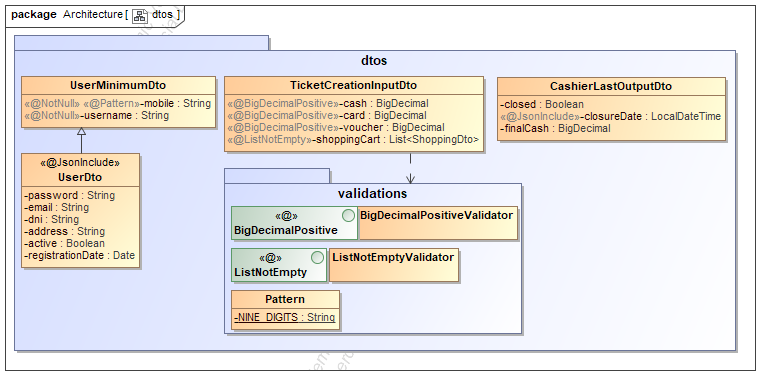 package Architecture [ dtos ]
dtos
UserMinimumDto
«@NotNull» «@Pattern»-mobile : String
«@NotNull»-username : String
TicketCreationInputDto
«@BigDecimalPositive»-cash : BigDecimal
«@BigDecimalPositive»-card : BigDecimal
«@BigDecimalPositive»-voucher : BigDecimal
«@ListNotEmpty»-shoppingCart : List<ShoppingDto>
CashierLastOutputDto
-closed : Boolean
«@JsonInclude»-closureDate : LocalDateTime
-finalCash : BigDecimal
«@JsonInclude»
UserDto
-password : String
-email : String
-dni : String
-address : String
-active : Boolean
-registrationDate : Date
validations
«@»
BigDecimalPositive
BigDecimalPositiveValidator
«@»
ListNotEmpty
ListNotEmptyValidator
Pattern
-NINE_DIGITS : String